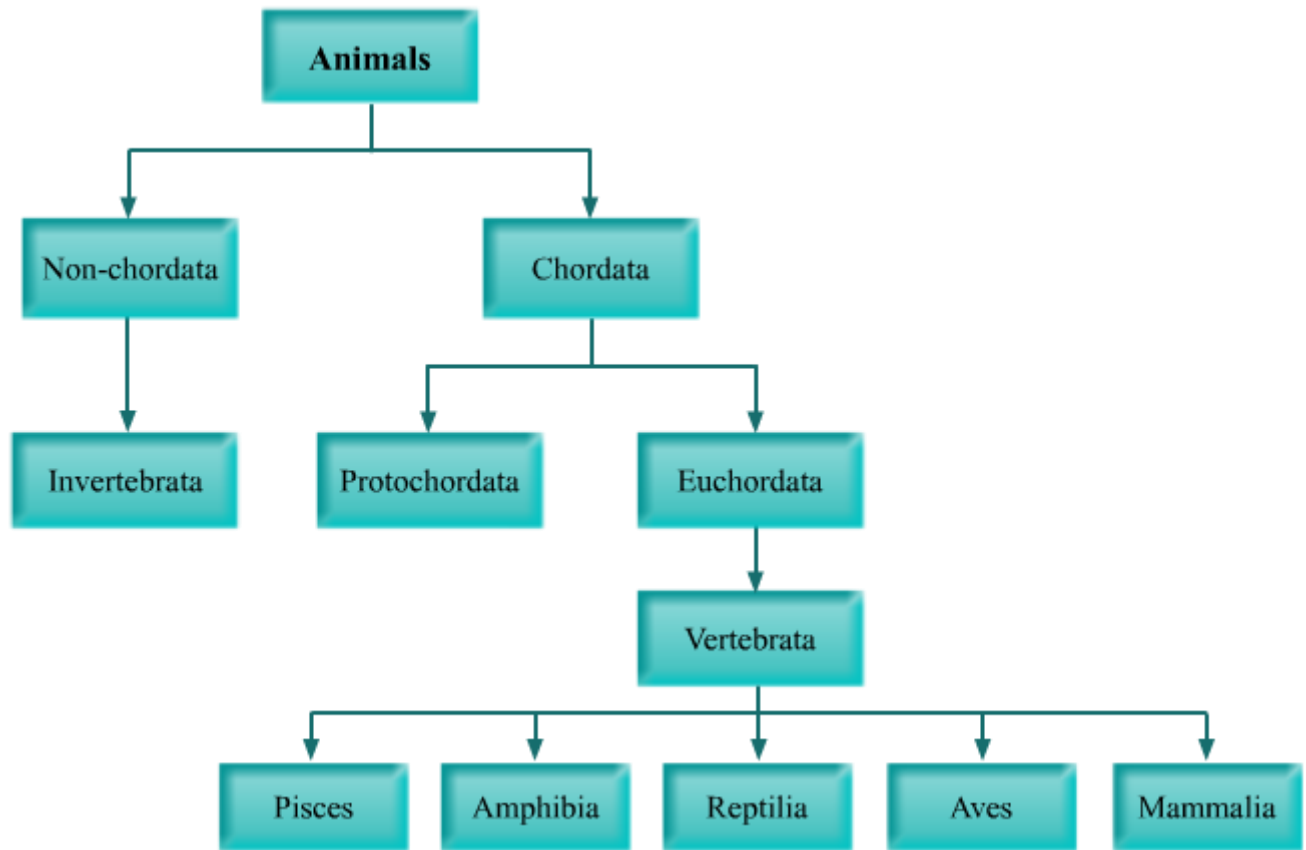 Animals
Non-chordata
Chordata
Invertebrata
Protochordata
Euchordata
Vertebrata
Pisces
Amphibia
Reptilia
Aves
Mammalia